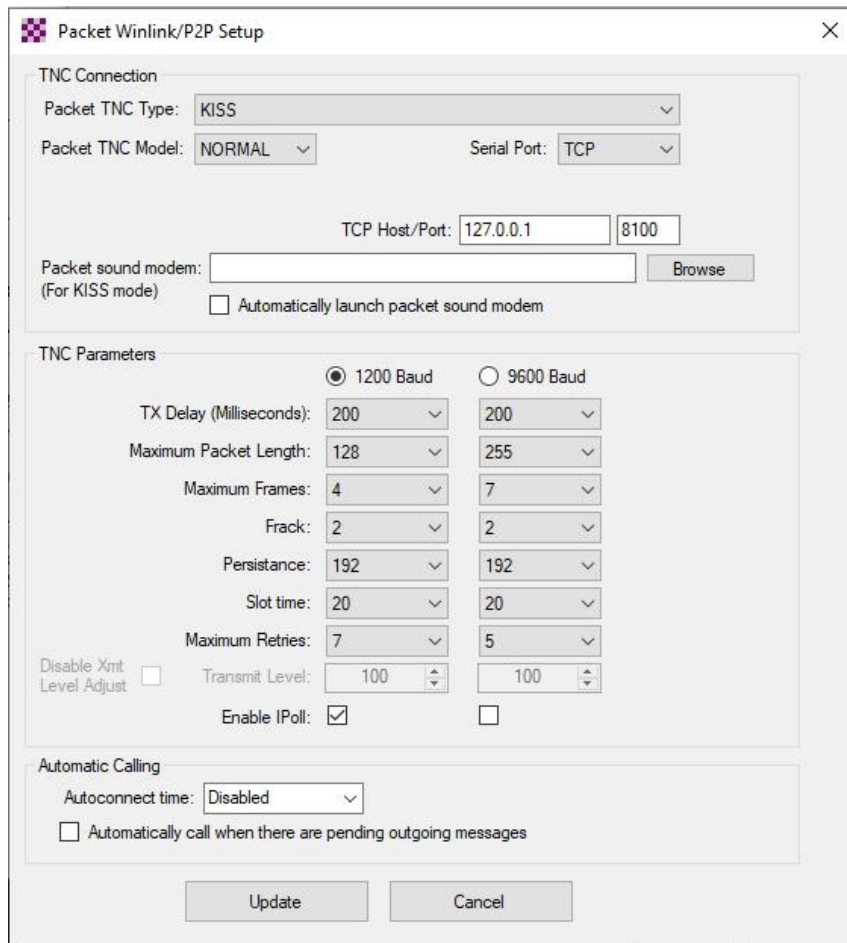 Packet Winlink/P2P Setup
TNC Connection
Packet TNC Type: KISS
Packet TNC Model: NORMAL Serial Port: TCP
TCP Host/Port: 127.0.0.1 8100
Packet sound modem: Browse
(For KISS mode)
Automatically launch packet sound modem
TNC Parameters
1200 Baud 9600 Baud
TX Delay (Milliseconds): 200 200
Maximum Packet Length: 128 255
Maximum Frames: 4 7
Frack: 2 2
Persistance: 192 192
Slot time: 20 20
Maximum Retries: 7 5
Disable Xmt
Level Adjust Transmit Level: 100 100
Enable IPoll:
Automatic Calling
Autoconnect time: Disabled
Automatically call when there are pending outgoing messages
Update Cancel